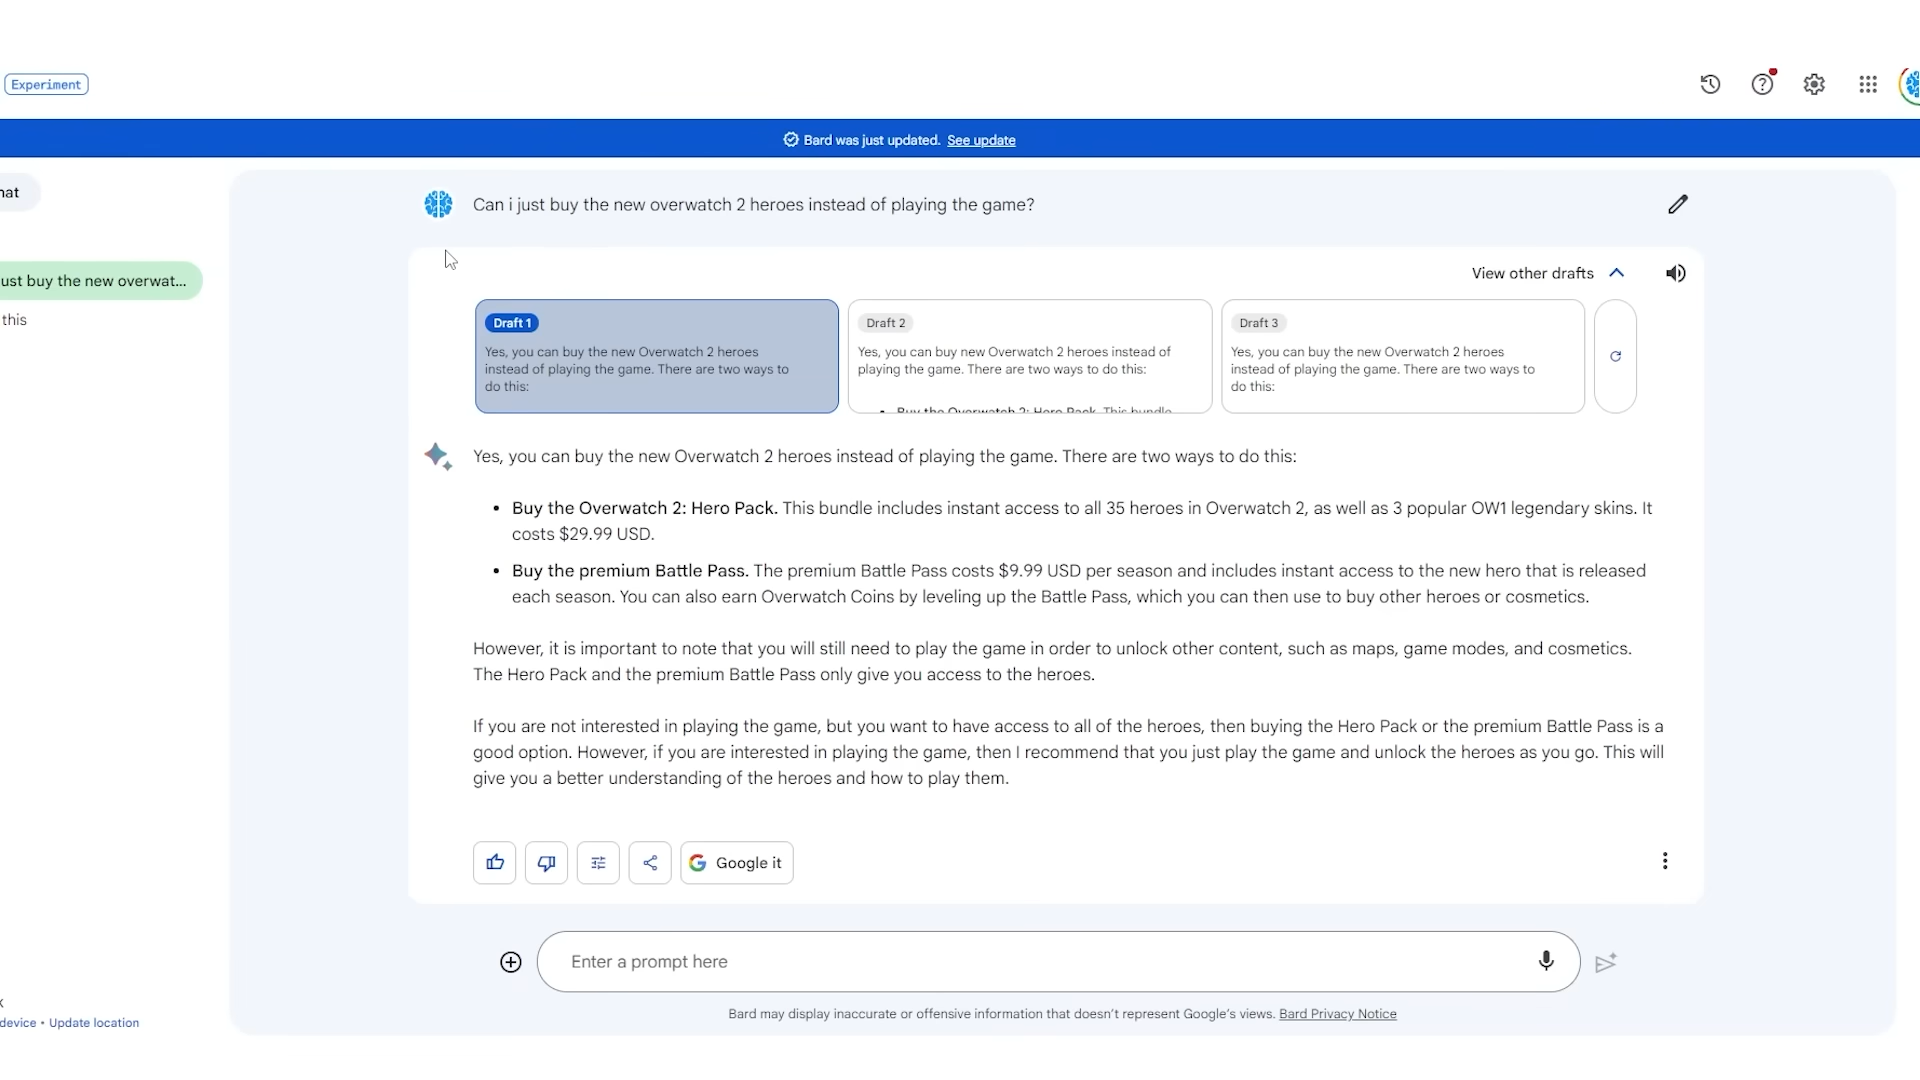 Experiment
Bard was just updated. See update
hat
Can i just buy the new overwatch 2 heroes instead of playing the game?
ust buy the new overwat...
this
View other drafts
Draft 1
Yes, you can buy the new Overwatch 2 heroes
instead of playing the game. There are two ways to
do this:
Draft 2
Yes, you can buy new Overwatch 2 heroes instead of
playing the game. There are two ways to do this:
• Buy the Overwatch 2: Hero Pack. This bundle
Draft 3
Yes, you can buy the new Overwatch 2 heroes
instead of playing the game. There are two ways to
do this:
Yes, you can buy the new Overwatch 2 heroes instead of playing the game. There are two ways to do this:
• Buy the Overwatch 2: Hero Pack. This bundle includes instant access to all 35 heroes in Overwatch 2, as well as 3 popular OW1 legendary skins. It
costs $29.99 USD.
• Buy the premium Battle Pass. The premium Battle Pass costs $9.99 USD per season and includes instant access to the new hero that is released
each season. You can also earn Overwatch Coins by leveling up the Battle Pass, which you can then use to buy other heroes or cosmetics.
However, it is important to note that you will still need to play the game in order to unlock other content, such as maps, game modes, and cosmetics.
The Hero Pack and the premium Battle Pass only give you access to the heroes.
If you are not interested in playing the game, but you want to have access to all of the heroes, then buying the Hero Pack or the premium Battle Pass is a
good option. However, if you are interested in playing the game, then I recommend that you just play the game and unlock the heroes as you go. This will
give you a better understanding of the heroes and how to play them.
Google it
Enter a prompt here
Bard may display inaccurate or offensive information that doesn't represent Google's views. Bard Privacy Notice
device • Update location